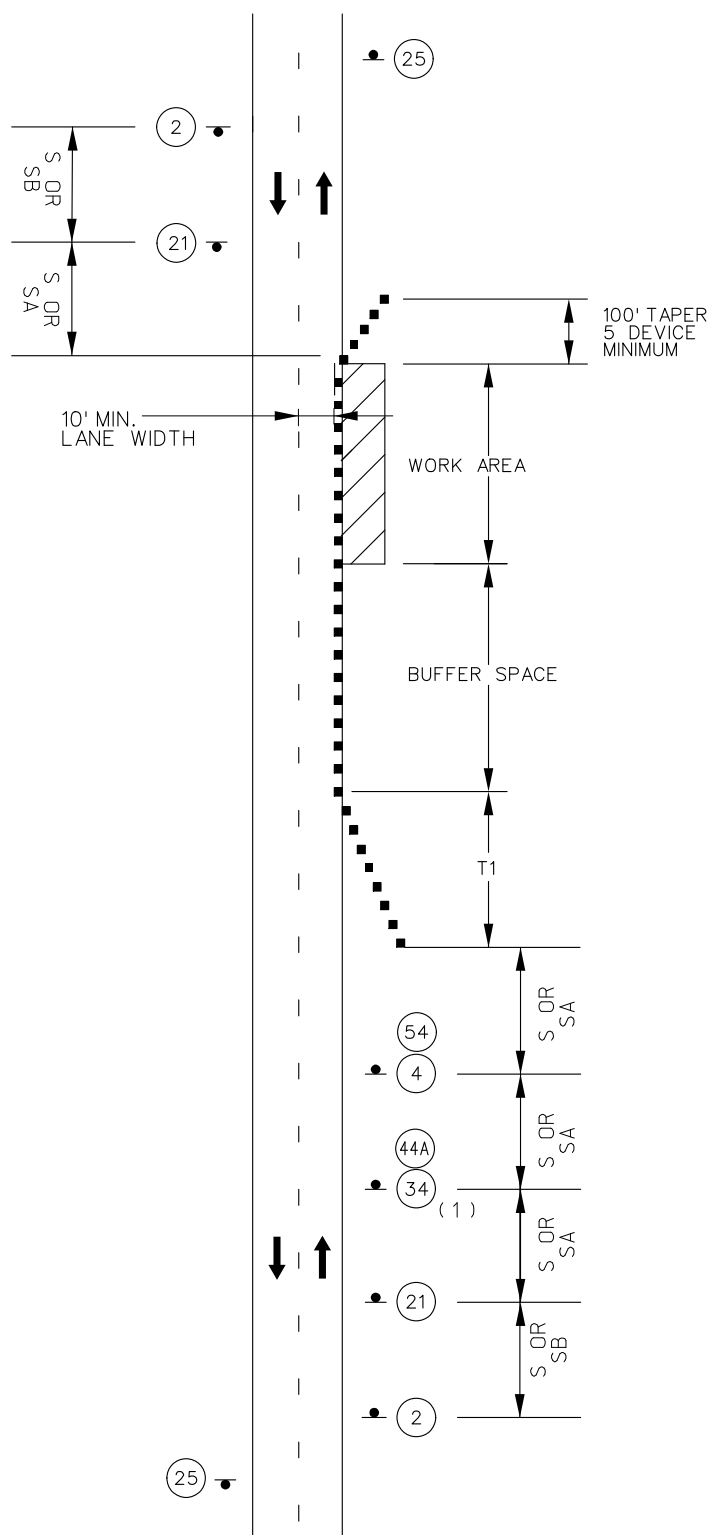 25
2
S OR
SB
21
S OR
SA
100' TAPER
5 DEVICE
MINIMUM
10' MIN.
LANE WIDTH
WORK AREA
BUFFER SPACE
T1
S OR
SA
54
4
S OR
SA
44A
34
(1)
S OR
SA
21
S OR
SB
2
25